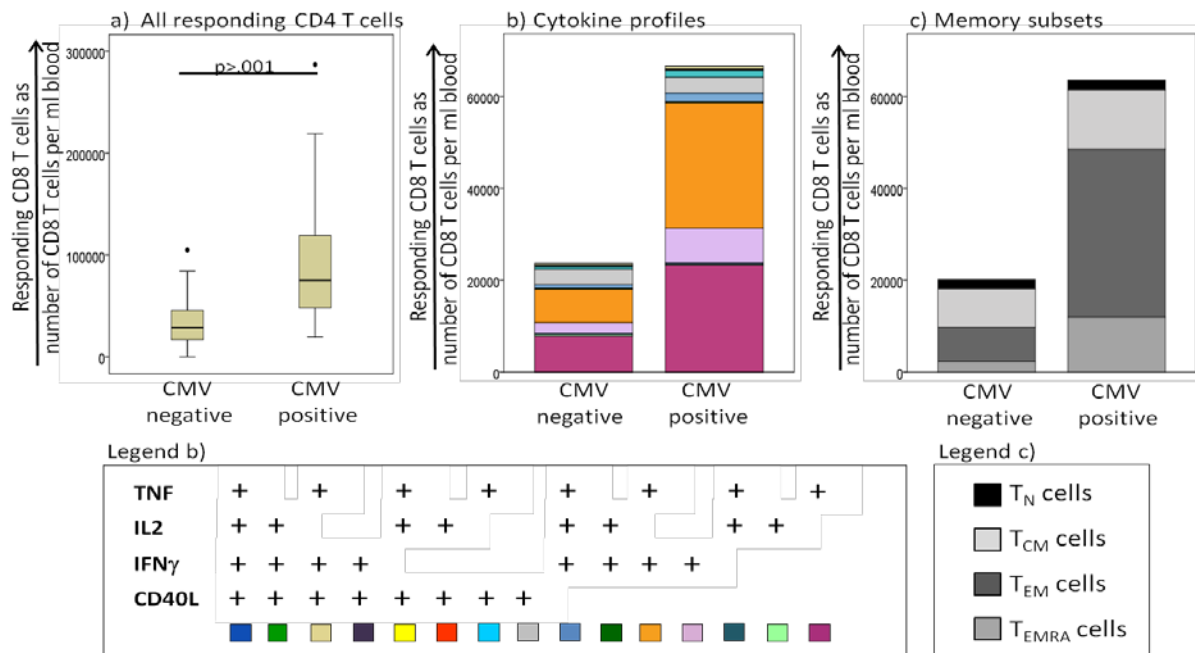 a) All responding CD4 T cells
Responding CD8 T cells as
number of CD8 T cells per ml blood
300000
200000
100000
0
p>.001
CMV negative
CMV positive
b) Cytokine profiles
Responding CD8 T cells as
number of CD8 T cells per ml blood
60000
40000
20000
0
CMV negative
CMV positive
c) Memory subsets
Responding CD8 T cells as
number of CD8 T cells per ml blood
60000
40000
20000
0
CMV negative
CMV positive
Legend b)
TNF + + + + + + + +
IL2 + + + + + + + +
IFNγ + + + + + + + +
CD40L + + + + + + + +
Legend c)
TN cells
TCM cells
TEM cells
TEMRA cells